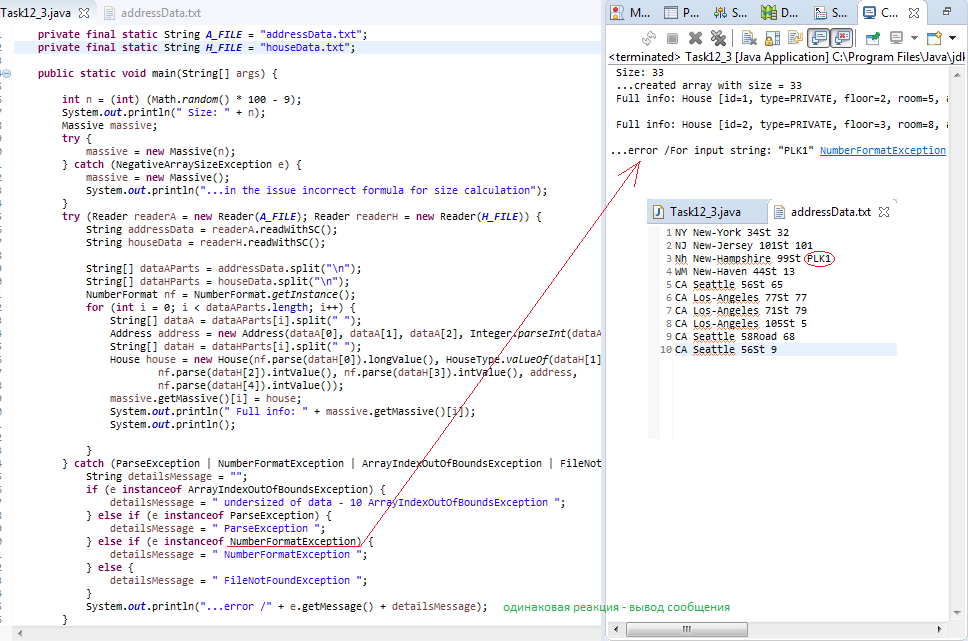 Task12_3.java addressData.txt
private final static String A_FILE = "addressData.txt";
private final static String H_FILE = "houseData.txt";
public static void main(String[] args) {
int n = (int) (Math.random() * 100 - 9);
System.out.println(" Size: " + n);
Massive massive;
try {
massive = new Massive(n);
} catch (NegativeArraySizeException e) {
massive = new Massive();
System.out.println("...in the issue incorrect formula for size calculation");
}
try (Reader readerA = new Reader(A_FILE); Reader readerH = new Reader(H_FILE)) {
String addressData = readerA.readWithSC();
String houseData = readerH.readWithSC();
String[] dataAParts = addressData.split("\n");
String[] dataHParts = houseData.split("\n");
NumberFormat nf = NumberFormat.getInstance();
for (int i = 0; i < dataAParts.length; i++) {
String[] dataA = dataAParts[i].split(" ");
Address address = new Address(dataA[0], dataA[1], dataA[2], Integer.parseInt(dataA
String[] dataH = dataHParts[i].split(" ");
House house = new House(nf.parse(dataH[0]).longValue(), HouseType.valueOf(dataH[1]
nf.parse(dataH[2]).intValue(), nf.parse(dataH[3]).intValue(), address,
nf.parse(dataH[4]).intValue());
massive.getMassive()[i] = house;
System.out.println(" Full info: " + massive.getMassive()[i]);
System.out.println();
}
} catch (ParseException | NumberFormatException | ArrayIndexOutOfBoundsException | FileNot
String detailsMessage = "";
if (e instanceof ArrayIndexOutOfBoundsException) {
detailsMessage = " undersized of data - 10 ArrayIndexOutOfBoundsException ";
} else if (e instanceof ParseException) {
detailsMessage = " ParseException ";
} else if (e instanceof NumberFormatException) {
detailsMessage = " NumberFormatException ";
} else {
detailsMessage = " FileNotFoundException ";
}
System.out.println("...error /" + e.getMessage() + detailsMessage); одинаковая реакция - вывод сообщения
}
M... P... S... D... S... C...
<terminated> Task12_3 [Java Application] C:\Program Files\Java\jdk
Size: 33
...created array with size = 33
Full info: House [id=1, type=PRIVATE, floor=2, room=5,
Full info: House [id=2, type=PRIVATE, floor=3, room=8,
...error /For input string: "PLK1" NumberFormatException
Task12_3.java addressData.txt
1 NY New-York 34St 32
2 NJ New-Jersey 101St 101
3 Nh New-Hampshire 99St PLK1
4 WM New-Haven 44St 13
5 CA Seattle 56St 65
6 CA Los-Angeles 77St 77
7 CA Los-Angeles 71St 79
8 CA Los-Angeles 105St 5
9 CA Seattle 58Road 68
10 CA Seattle 56St 9